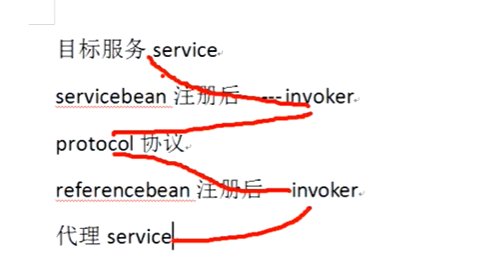 目标服务 service
servicebean 注册后 --- invoker
protocol 协议
referencebean 注册后 invoker
代理 service